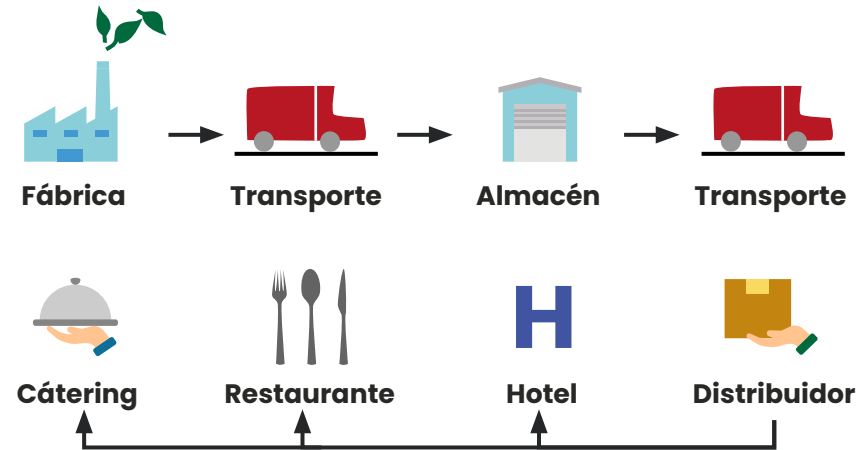 Fábrica
Transporte
Almacén
Transporte
H
Cátering
Restaurante
Hotel
Distribuidor